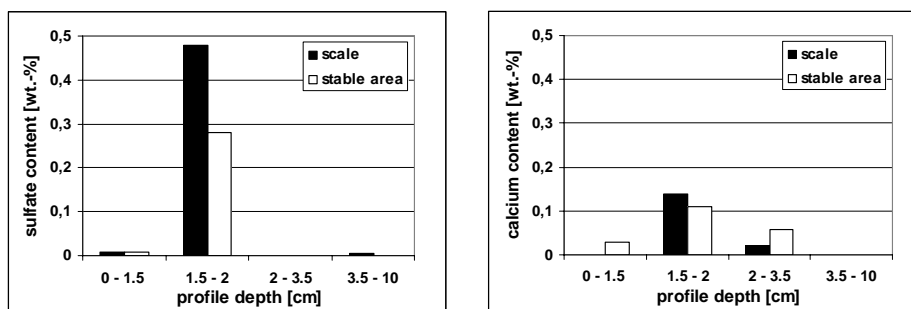 sulfate content [wt.-%]
0,5
0,4
0,3
0,2
0,1
0
scale
stable area
0 - 1.5 1.5 - 2 2 - 3.5 3.5 - 10
profile depth [cm]
calcium content [wt.-%]
0,5
0,4
0,3
0,2
0,1
0
scale
stable area
0 - 1.5 1.5 - 2 2 - 3.5 3.5 - 10
profile depth [cm]